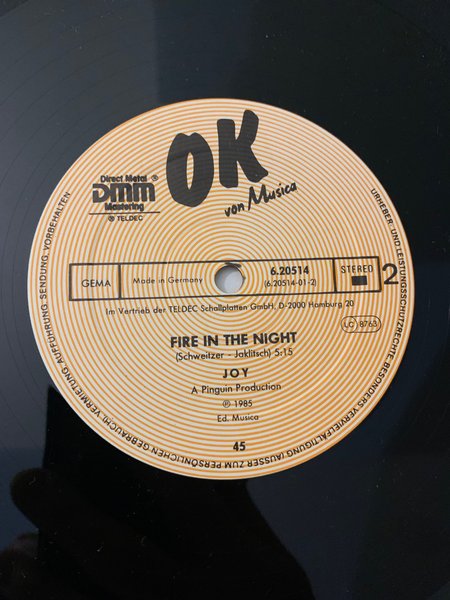 OK
von Musica
Direct Metal ®
DMM
Mastering
® TELDEC
GEMA
Made in Germany
6.20514
(6.20514-01-2)
STEREO
2
Im Vertrieb der TELDEC Schallplatten GmbH, D-2000 Hamburg 20
LC 8763
FIRE IN THE NIGHT
(Schweitzer - Jaklitsch) 5:15
JOY
A Pinguin Production
℗ 1985
Ed. Musica
45
URHEBER- UND LEISTUNGSSCHUTZRECHTE BESONDERS VERVIELFÄLTIGUNG (AUSSER ZUM PERSÖNLICHEN GEBRAUCH) VERMIETUNG AUFFÜHRUNG SENDUNG VORBEHALTEN